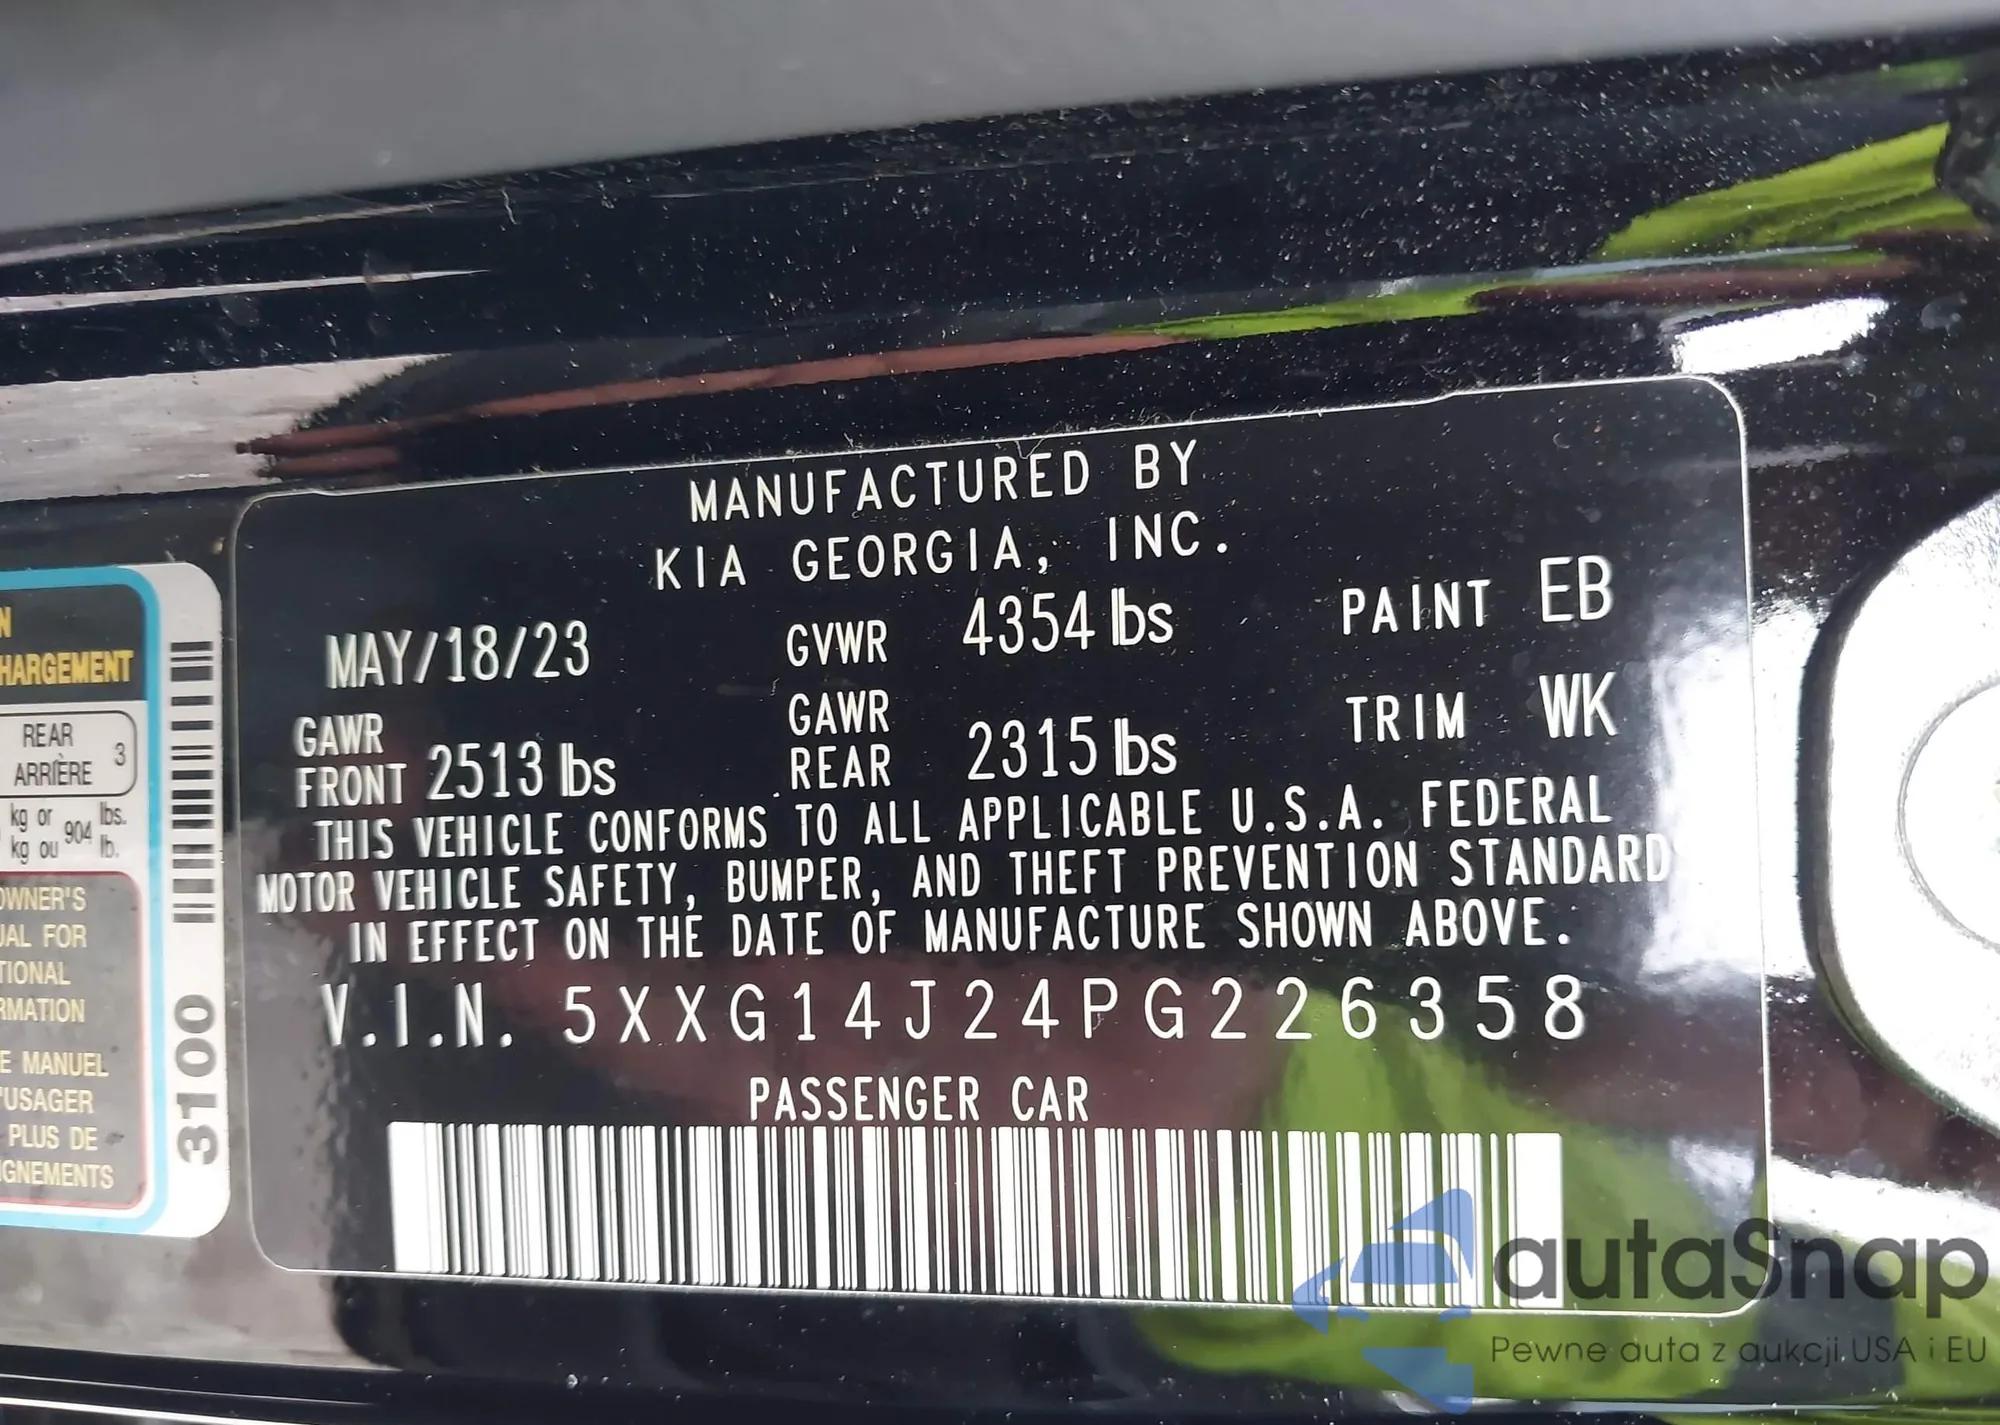 MANUFACTURED BY
KIA GEORGIA, INC.
MAY/18/23 GVWR 4354 lbs PAINT EB
GAWR FRONT 2513 lbs GAWR REAR 2315 lbs TRIM WK
THIS VEHICLE CONFORMS TO ALL APPLICABLE U.S.A. FEDERAL
MOTOR VEHICLE SAFETY, BUMPER, AND THEFT PREVENTION STANDARD
IN EFFECT ON THE DATE OF MANUFACTURE SHOWN ABOVE.
V.I.N. 5XXG14J24PG226358
PASSENGER CAR
N
HARGEMENT
REAR
ARRIÈRE 3
kg or 904 lbs.
kg ou lb.
OWNER'S
UAL FOR
TIONAL
RMATION
E MANUEL
'USAGER
PLUS DE
IGNEMENTS
3100
autaSnap
Pewne auta z aukcji USA i EU